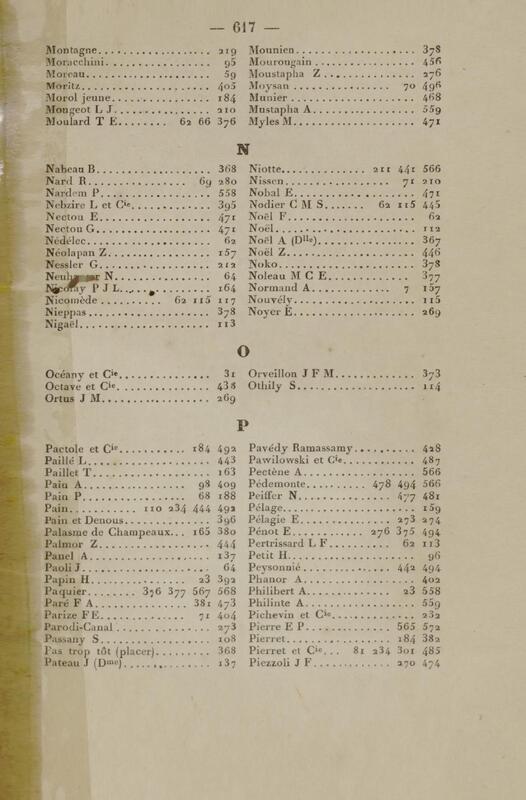 — 617 —
Montagne.................. 219
Moracchini................. 95
Moreau.................... 59
Moritz.................... 405
Morol jeune................ 184
Mougeot L J............... 210
Moulard T E........ 62 66 376
Mounien................... 378
Mourougain................ 456
Moustapha Z.............. 276
Moysan................ 70 496
Munier.................... 468
Mustapha A................ 559
Myles M................... 471
N
Nabeau B.................. 368
Nard R................. 69 280
Nardem P................. 558
Nebzire L et Cie............. 395
Nectou E.................. 471
Nectou G.................. 471
Nédélec................... 62
Néolapan Z................ 157
Nessler G................. 212
N................... 64
Nicolay P J L.............. 164
Nicomède.......... 62 115 117
Nieppas................... 378
Nigaël.................... 113
Niotte............. 211 441 566
Nissen................. 71 210
Nobal E................... 471
Nodier C M S...... 62 115 445
Noël F.................... 62
Noël...................... 112
Noël A (Dlle)............... 367
Noël Z.................... 446
Noko..................... 378
Noleau M C E............. 377
Normand A............. 7 157
Nouvély................... 115
Noyer E................... 269
O
Océany et Cie............... 31
Octave et Cie............... 438
Ortus J M................. 269
Orveillon J F M............ 373
Othily S................... 114
P
Pactole et Cie.......... 184 492
Paillé L................... 443
Paillet T................... 163
Pain A................. 98 409
Pain P................. 68 188
Pain.......... 110 234 444 492
Pain et Denous............. 396
Palasme de Champeaux... 165 380
Palmor Z.................. 444
Panel A................... 137
Paoli J.................... 64
Papin H................ 23 392
Paquier........ 376 377 567 568
Paré F A............... 381 473
Parize F E.............. 71 404
Parodi-Canal.............. 273
Passany S................. 108
Pas trop tôt (placer)......... 368
Pateau J (Dme)............. 137
Pavédy Ramassamy......... 428
Pawilowski et Cie........... 487
Pectène A................. 566
Pédemonte........ 478 494 566
Peiffer N............... 477 481
Pélage.................... 159
Pélagie E.............. 273 274
Pénot E........... 276 375 494
Pertrissard L F.......... 62 113
Petit H................... 96
Peysonnié.............. 442 494
Phanor A................. 402
Philibert A.............. 23 558
Philinte A................. 559
Pichevin et Cie............. 232
Pierre E P.............. 565 572
Pierret................ 184 382
Pierret et Cie... 81 234 301 485
Piezzoli J F............ 270 474